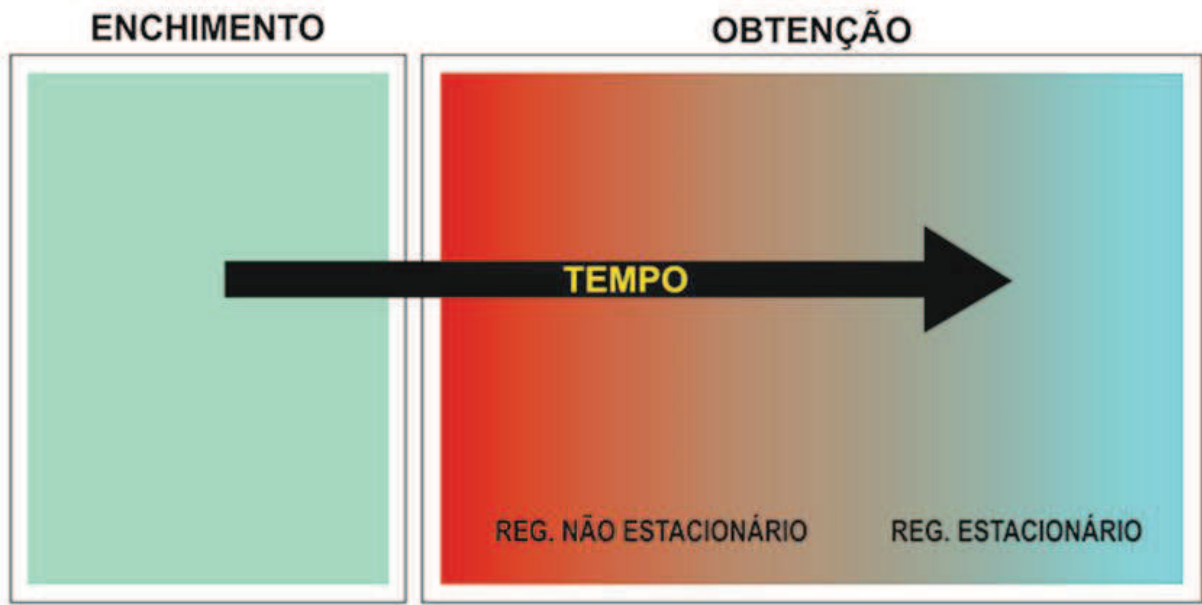 ENCHIMENTO
OBTENÇÃO
TEMPO
REG. NÃO ESTACIONÁRIO
REG. ESTACIONÁRIO